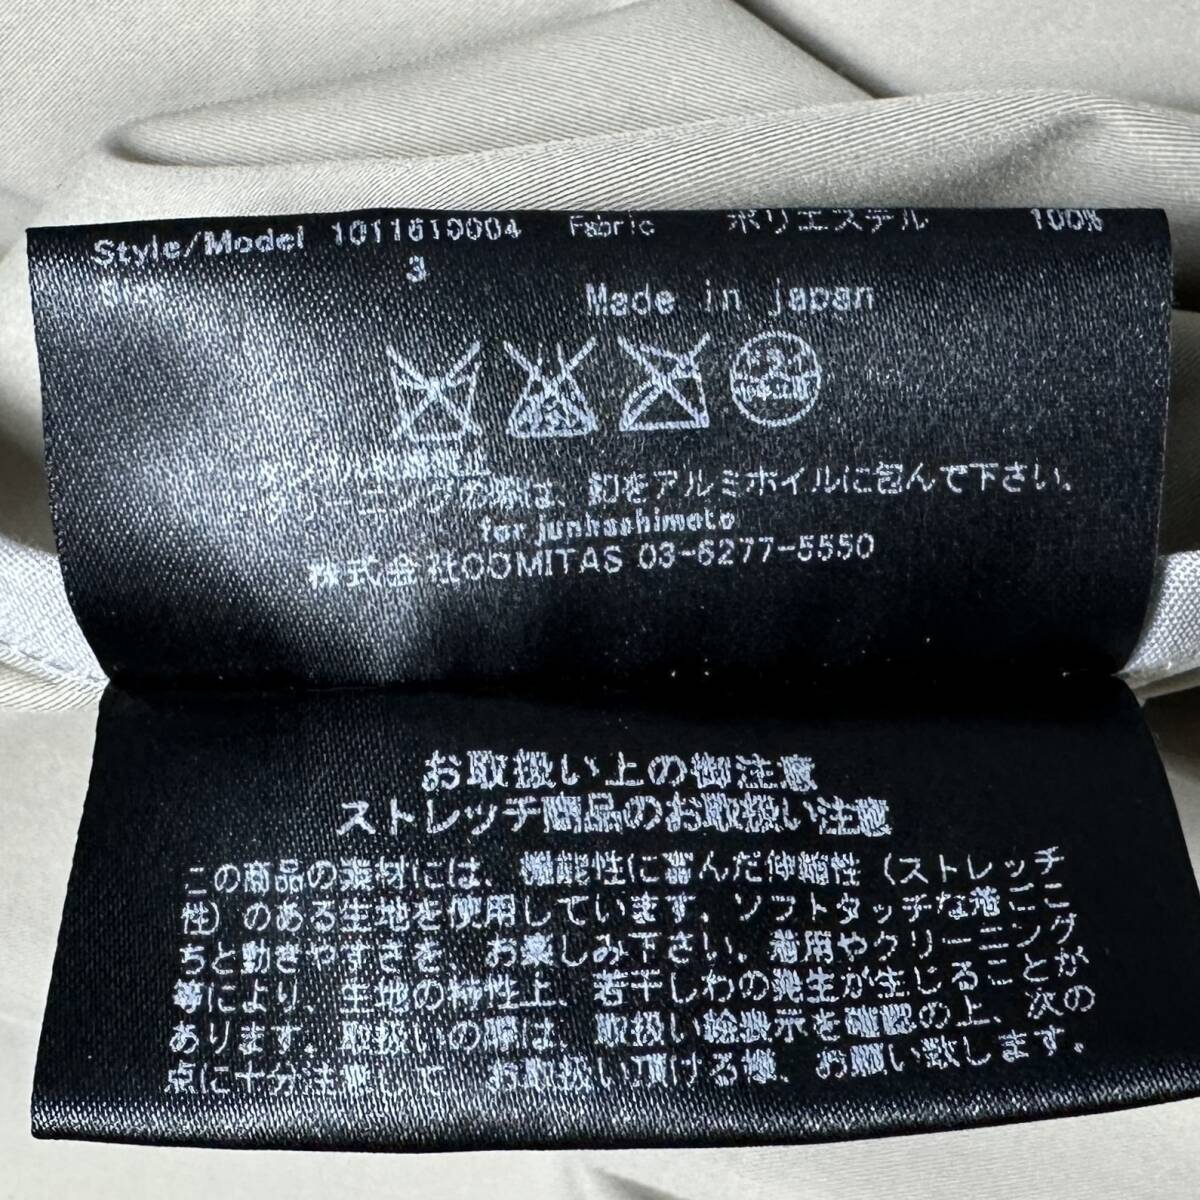 Style/Model 1011610004 Fabric ポリエステル 100%
Size 3
Made in japan
クリーニングの際は、釦をアルミホイルに包んで下さい。
for junhashimoto
株式会社COMITAS 03-6277-5550
お取扱い上の御注意
ストレッチ商品のお取扱い注意
この商品の素材には、機能性に富んだ伸縮性（ストレッチ
性）のある生地を使用しています。ソフトタッチな着ごこ
ちと動きやすさを、お楽しみ下さい。着用やクリーニング
等により、生地の特性上、若干しわの発生が生じることが
あります。取扱いの際は、取扱い絵表示を確認の上、次の
点に十分注意して、お取扱い頂ける様、お願い致します。